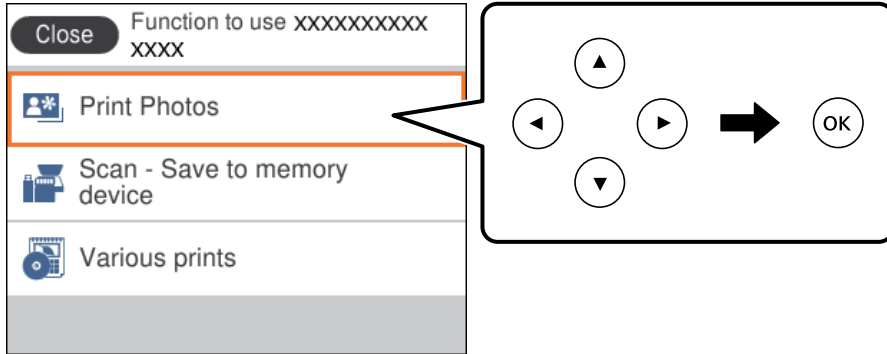 Close
Function to use xxxxxxxxxx
xxxx
Print Photos
Scan - Save to memory
device
Various prints
OK